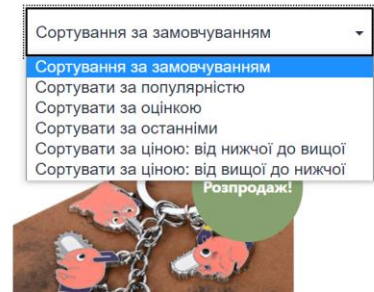 Сортування за замовчуванням
Сортування за замовчуванням
Сортувати за популярністю
Сортувати за оцінкою
Сортувати за останніми
Сортувати за ціною: від нижчої до вищої
Сортувати за ціною: від вищої до нижчої
Розпродаж!